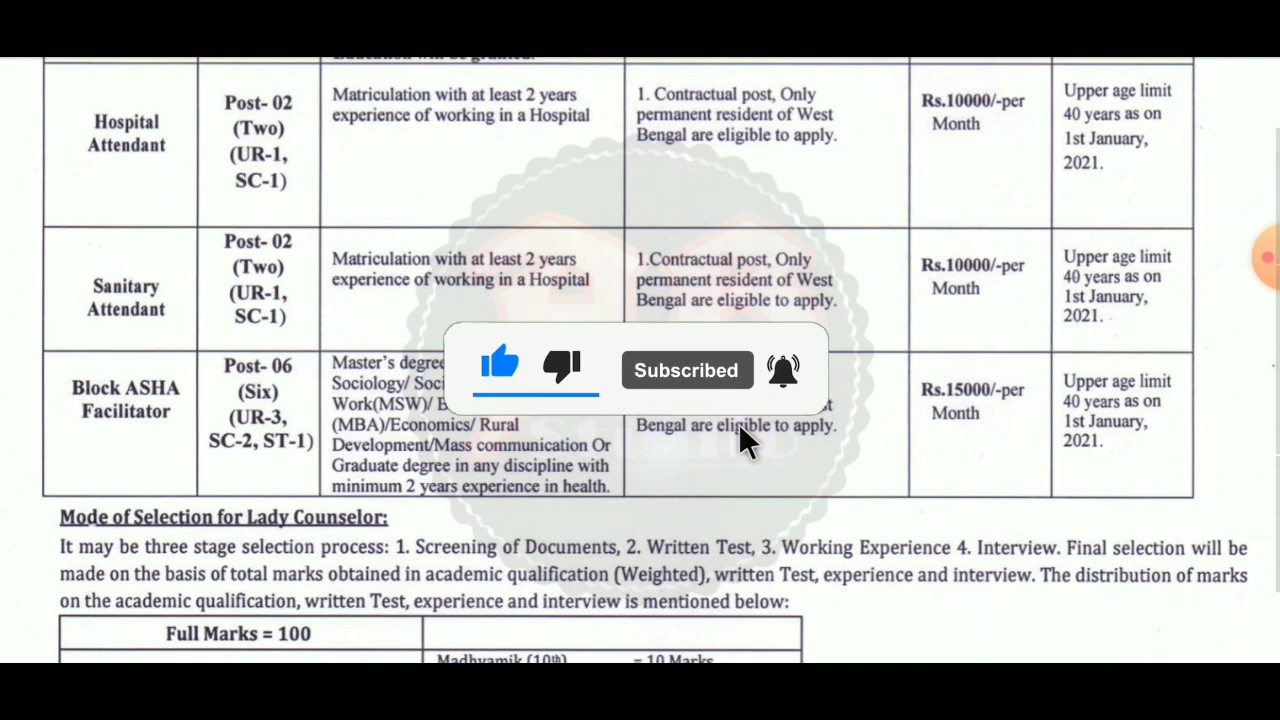 Hospital
Attendant
Post- 02
(Two)
(UR-1,
SC-1)
Matriculation with at least 2 years
experience of working in a Hospital
1. Contractual post, Only
permanent resident of West
Bengal are eligible to apply.
Rs.10000/-per
Month
Upper age limit
40 years as on
1st January,
2021.
Sanitary
Attendant
Post- 02
(Two)
(UR-1,
SC-1)
Matriculation with at least 2 years
experience of working in a Hospital
1.Contractual post, Only
permanent resident of West
Bengal are eligible to apply.
Rs.10000/-per
Month
Upper age limit
40 years as on
1st January,
2021.
Block ASHA
Facilitator
Post- 06
(Six)
(UR-3,
SC-2, ST-1)
Master's degree
Sociology/
Work(MSW)/
(MBA)/Economics/ Rural
Development/Mass communication Or
Graduate degree in any discipline with
minimum 2 years experience in health.
Bengal are eligible to apply.
Rs.15000/-per
Month
Upper age limit
40 years as on
1st January,
2021.
Subscribed
Mode of Selection for Lady Counselor:
It may be three stage selection process: 1. Screening of Documents, 2. Written Test, 3. Working Experience 4. Interview. Final selection will be
made on the basis of total marks obtained in academic qualification (Weighted), written Test, experience and interview. The distribution of marks
on the academic qualification, written Test, experience and interview is mentioned below:
Full Marks = 100
Madhyamik (10th) = 10 Marks